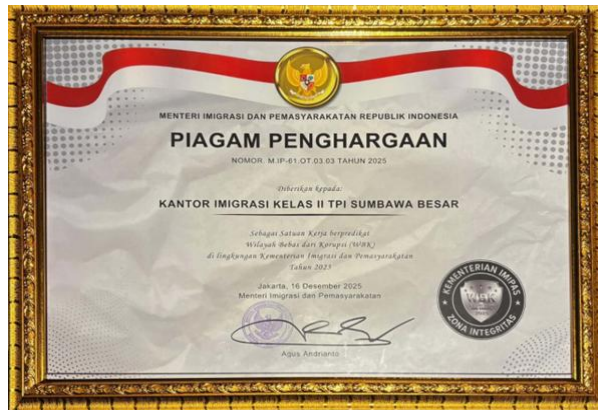 MENTERI IMIGRASI DAN PEMASYARAKATAN REPUBLIK INDONESIA
PIAGAM PENGHARGAAN
NOMOR. M.IP-61.OT.03.03 TAHUN 2025
Diberikan kepada:
KANTOR IMIGRASI KELAS II TPI SUMBAWA BESAR
Sebagai Satuan Kerja berpredikat
Wilayah Bebas dari Korupsi (WBK)
di lingkungan Kementerian Imigrasi dan Pemasyarakatan
Tahun 2025
Jakarta, 16 Desember 2025
Menteri Imigrasi dan Pemasyarakatan
Agus Andrianto
KEMENTERIAN IMIPAS
WBK
ZONA INTEGRITAS